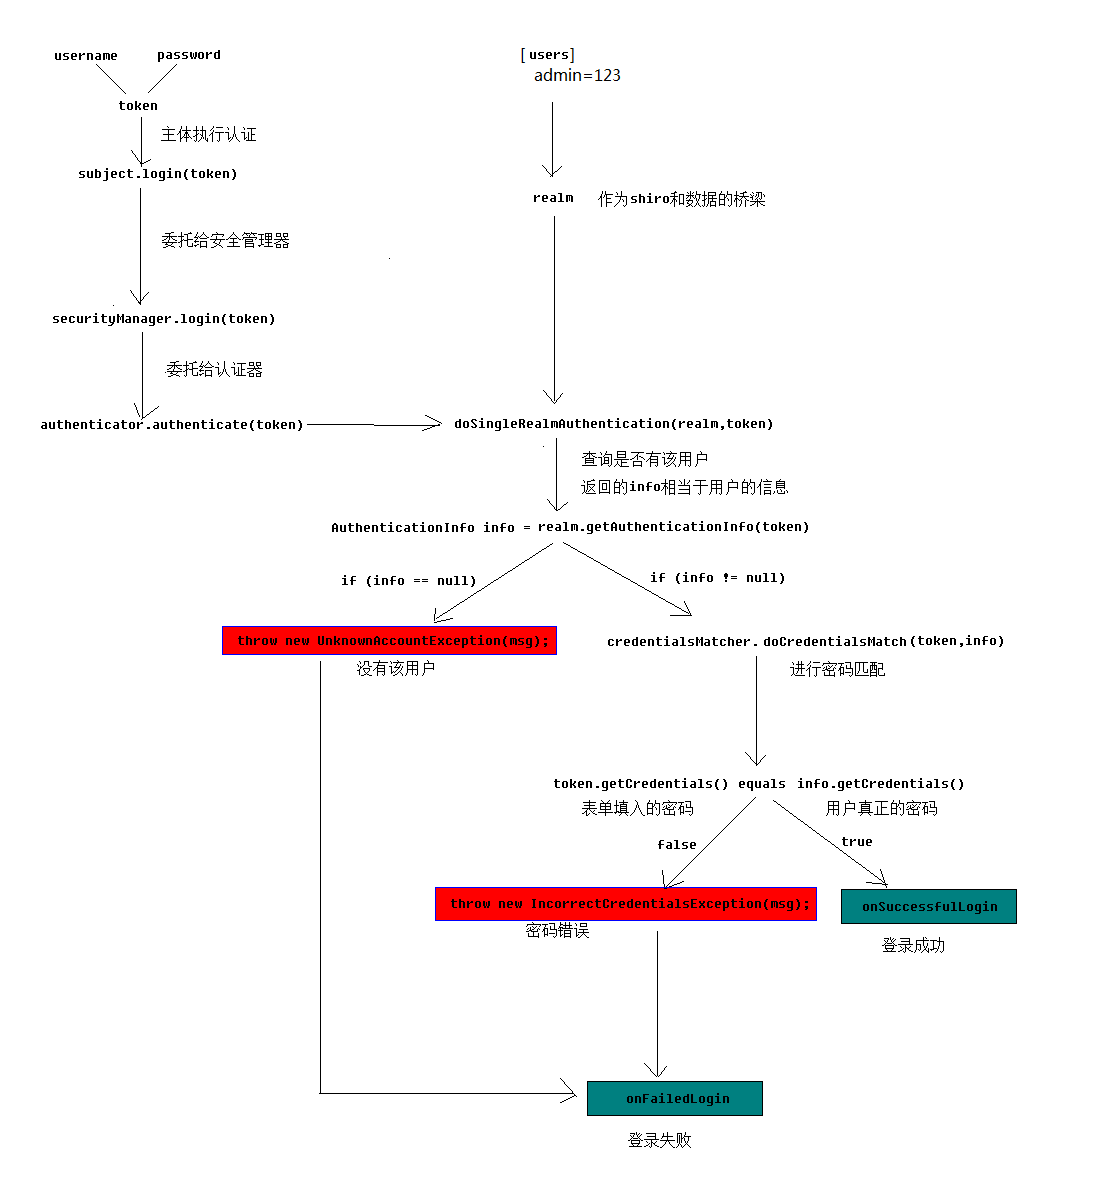 username password
[users]
admin=123
token
主体执行认证
subject.login(token)
realm 作为shiro和数据的桥梁
委托给安全管理器
securityManager.login(token)
委托给认证器
authenticator.authenticate(token)
doSingleRealmAuthentication(realm,token)
查询是否有该用户
返回的info相当于用户的信息
AuthenticationInfo info = realm.getAuthenticationInfo(token)
if (info == null)
if (info != null)
throw new UnknownAccountException(msg);
没有该用户
credentialsMatcher.doCredentialsMatch(token,info)
进行密码匹配
token.getCredentials() equals info.getCredentials()
表单填入的密码
用户真正的密码
false
true
throw new IncorrectCredentialsException(msg);
密码错误
onSuccessfulLogin
登录成功
onFailedLogin
登录失败